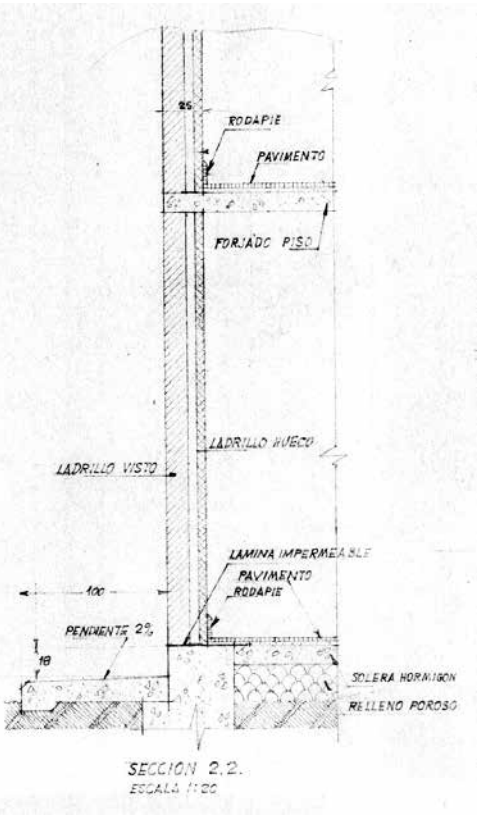 25
RODAPIE
PAVIMENTO
FORJADO PISO
LADRILLO HUECO
LADRILLO VISTO
LAMINA IMPERMEABLE
PAVIMENTO
RODAPIE
100
PENDIENTE 2%
18
SOLERA HORMIGON
RELLENO POROSO
SECCION 2.2.
ESCALA 1:20